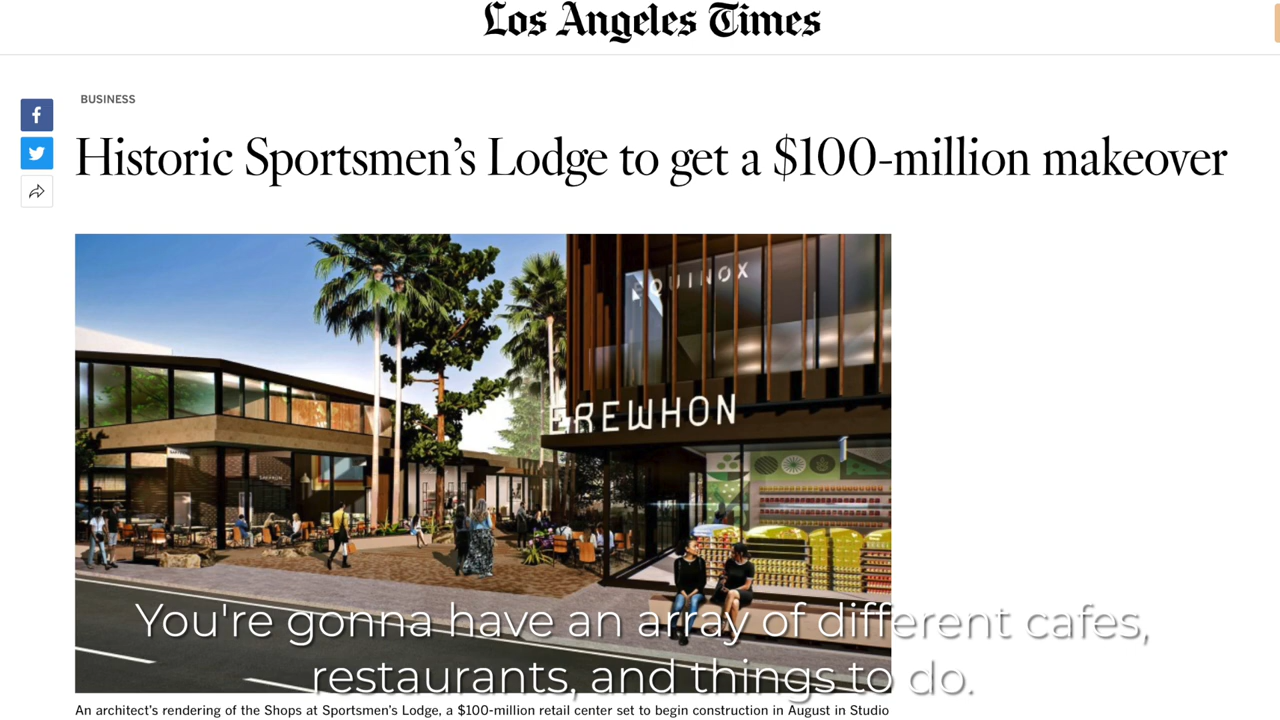 Los Angeles Times
BUSINESS
Historic Sportsmen's Lodge to get a $100-million makeover
EQUINOX
EREWHON
You're gonna have an array of different cafes,
restaurants, and things to do.
An architect's rendering of the Shops at Sportsmen's Lodge, a $100-million retail center set to begin construction in August in Studio